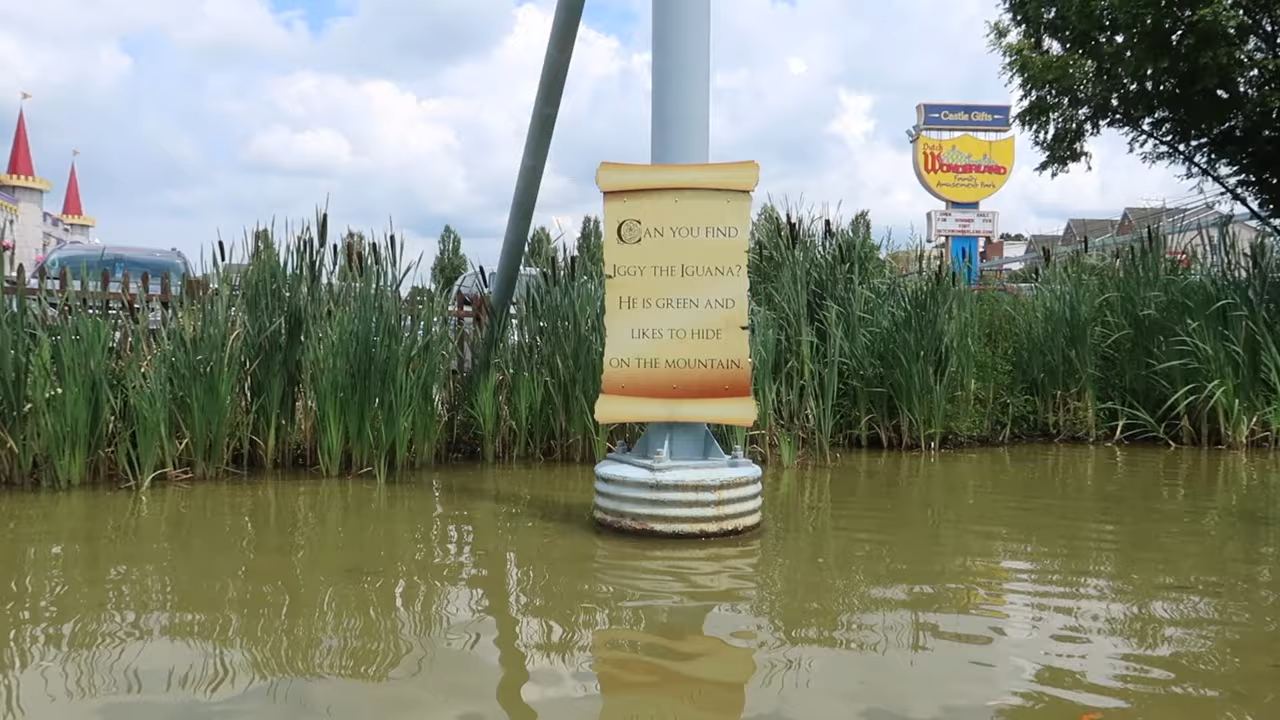 Castle Gifts
Dutch
WONDERLAND
Family
Amusement Park
CAN YOU FIND
IGGY THE IGUANA?
HE IS GREEN AND
LIKES TO HIDE
ON THE MOUNTAIN.